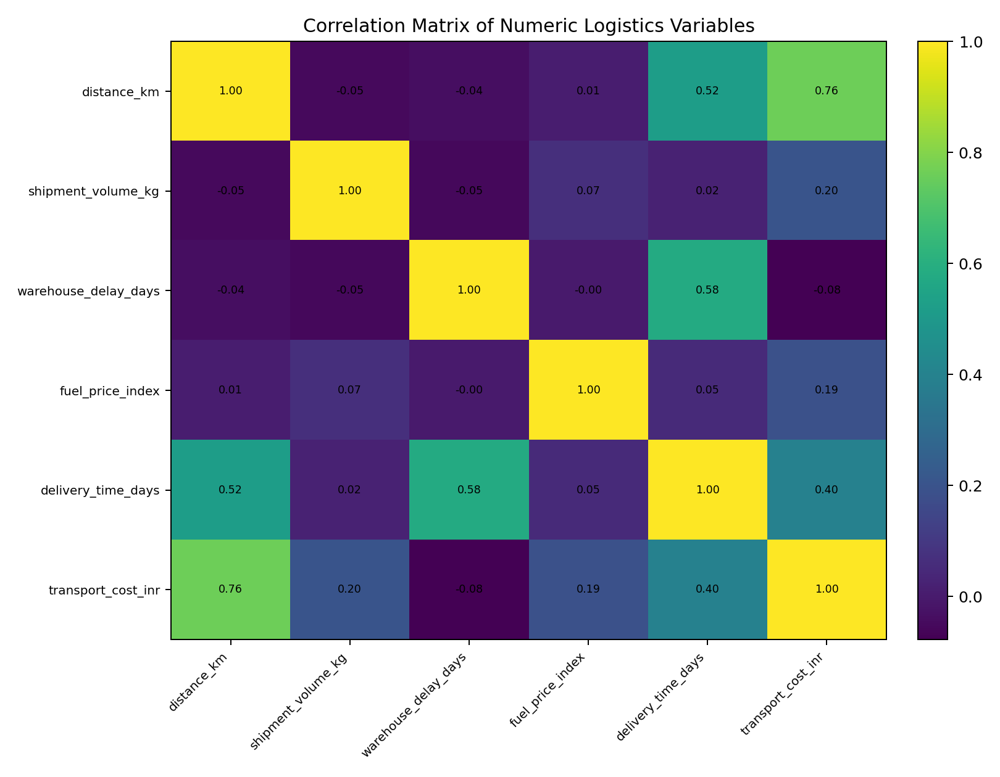 Correlation Matrix of Numeric Logistics Variables
distance_km 1.00 -0.05 -0.04 0.01 0.52 0.76
shipment_volume_kg -0.05 1.00 -0.05 0.07 0.02 0.20
warehouse_delay_days -0.04 -0.05 1.00 -0.00 0.58 -0.08
fuel_price_index 0.01 0.07 -0.00 1.00 0.05 0.19
delivery_time_days 0.52 0.02 0.58 0.05 1.00 0.40
transport_cost_inr 0.76 0.20 -0.08 0.19 0.40 1.00
distance_km
shipment_volume_kg
warehouse_delay_days
fuel_price_index
delivery_time_days
transport_cost_inr
1.0
0.8
0.6
0.4
0.2
0.0